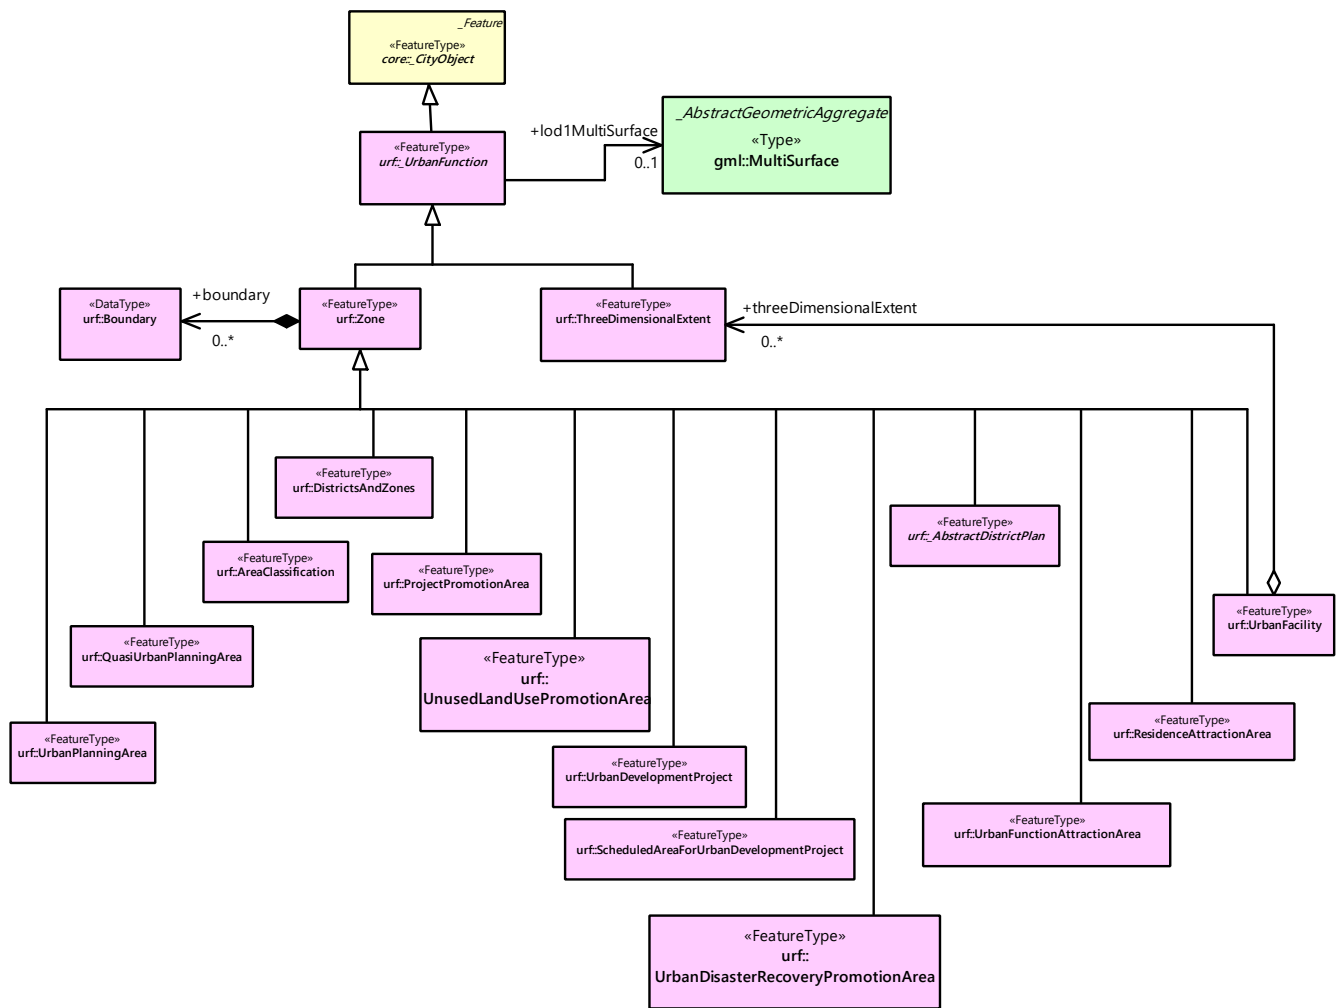 _Feature
«FeatureType»
core::_CityObject
«FeatureType»
urf::_UrbanFunction
+lod1MultiSurface
0..1
_AbstractGeometricAggregate
«Type»
gml::MultiSurface
«DataType»
urf::Boundary
+boundary
0..*
«FeatureType»
urf::Zone
«FeatureType»
urf::ThreeDimensionalExtent
+threeDimensionalExtent
0..*
«FeatureType»
urf::DistrictsAndZones
«FeatureType»
urf::_AbstractDistrictPlan
«FeatureType»
urf::AreaClassification
«FeatureType»
urf::ProjectPromotionArea
«FeatureType»
urf::UrbanFacility
«FeatureType»
urf::QuasiUrbanPlanningArea
«FeatureType»
urf::
UnusedLandUsePromotionArea
«FeatureType»
urf::ResidenceAttractionArea
«FeatureType»
urf::UrbanPlanningArea
«FeatureType»
urf::UrbanDevelopmentProject
«FeatureType»
urf::UrbanFunctionAttractionArea
«FeatureType»
urf::ScheduledAreaForUrbanDevelopmentProject
«FeatureType»
urf::
UrbanDisasterRecoveryPromotionArea